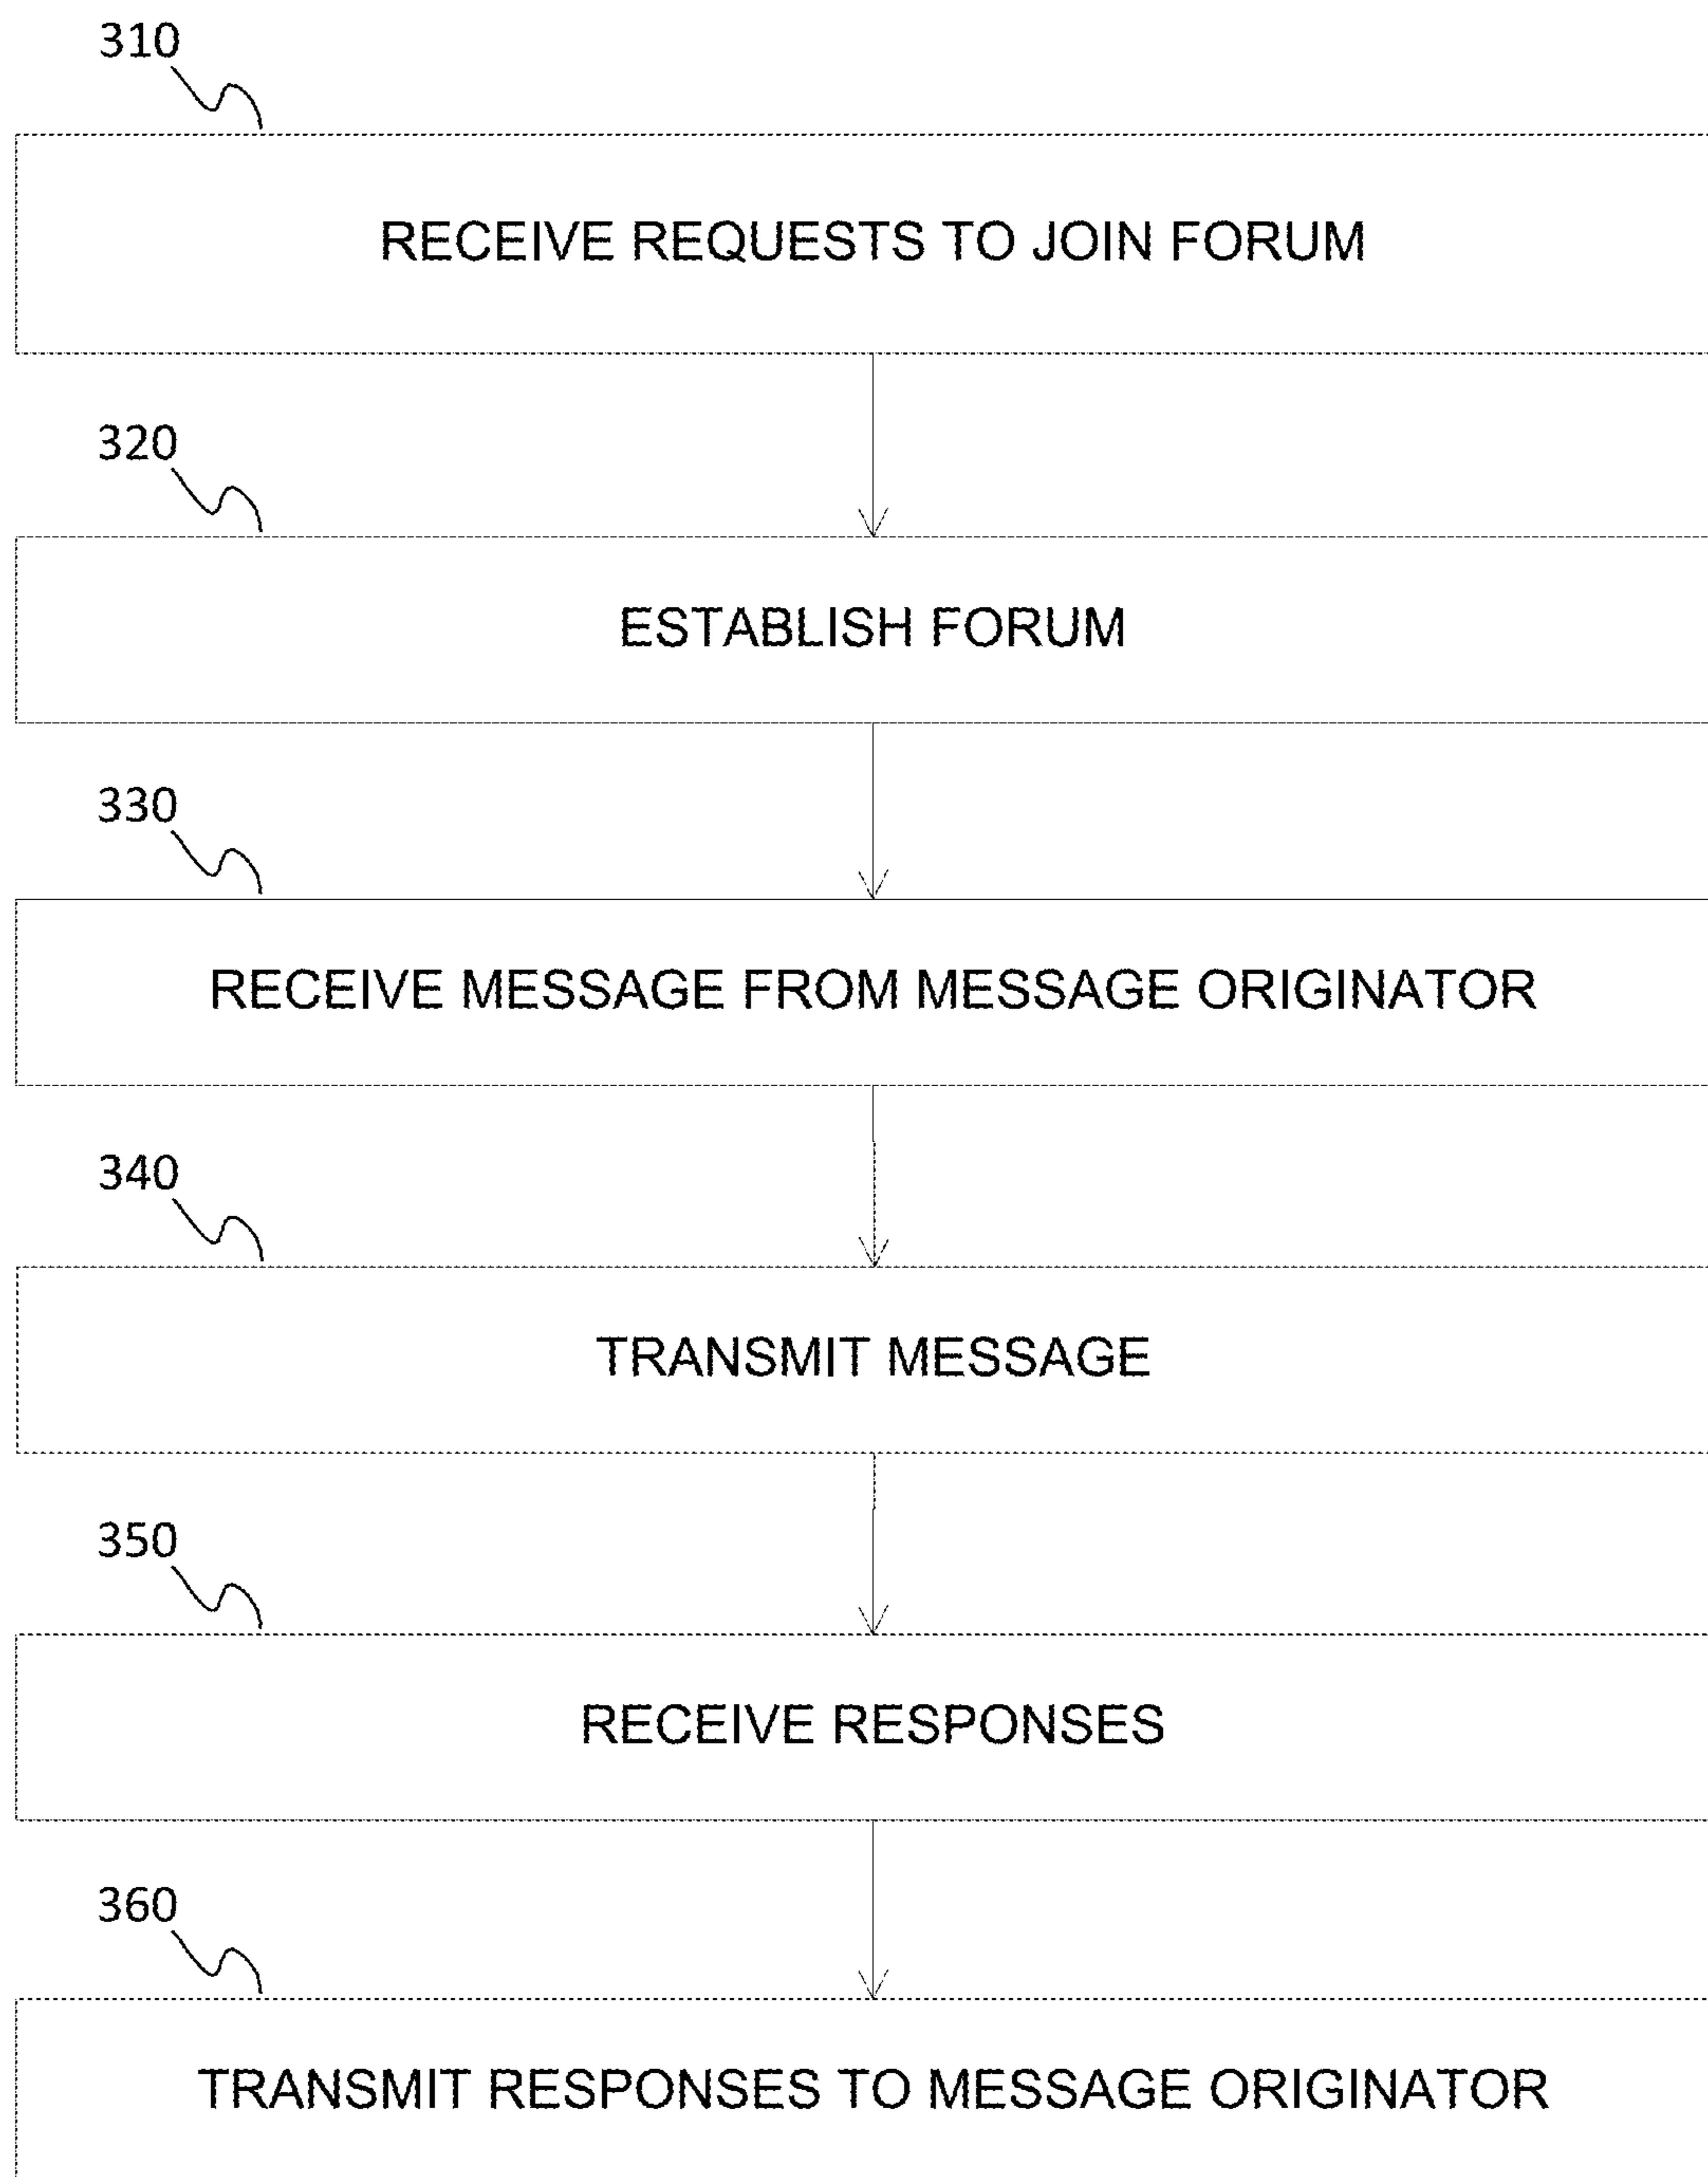 310
RECEIVE REQUESTS TO JOIN FORUM
320
ESTABLISH FORUM
330
RECEIVE MESSAGE FROM MESSAGE ORIGINATOR
340
TRANSMIT MESSAGE
350
RECEIVE RESPONSES
360
TRANSMIT RESPONSES TO MESSAGE ORIGINATOR